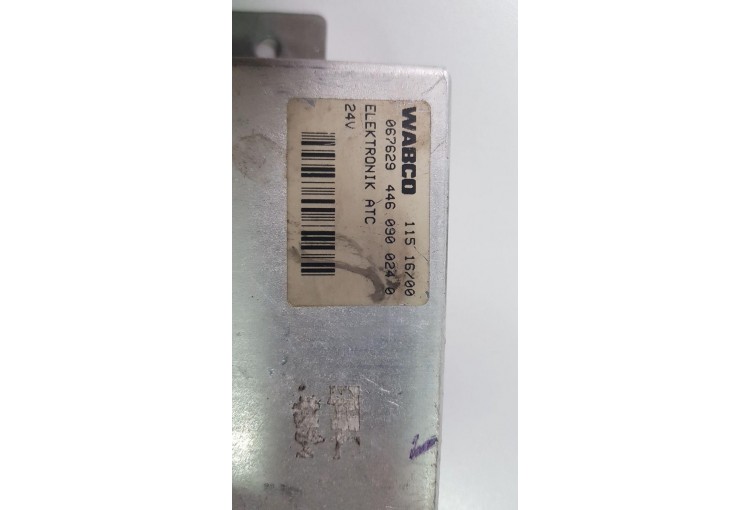 WABCO 115 16/00
067629 446 090 024 0
ELEKTRONIK ATC
24V